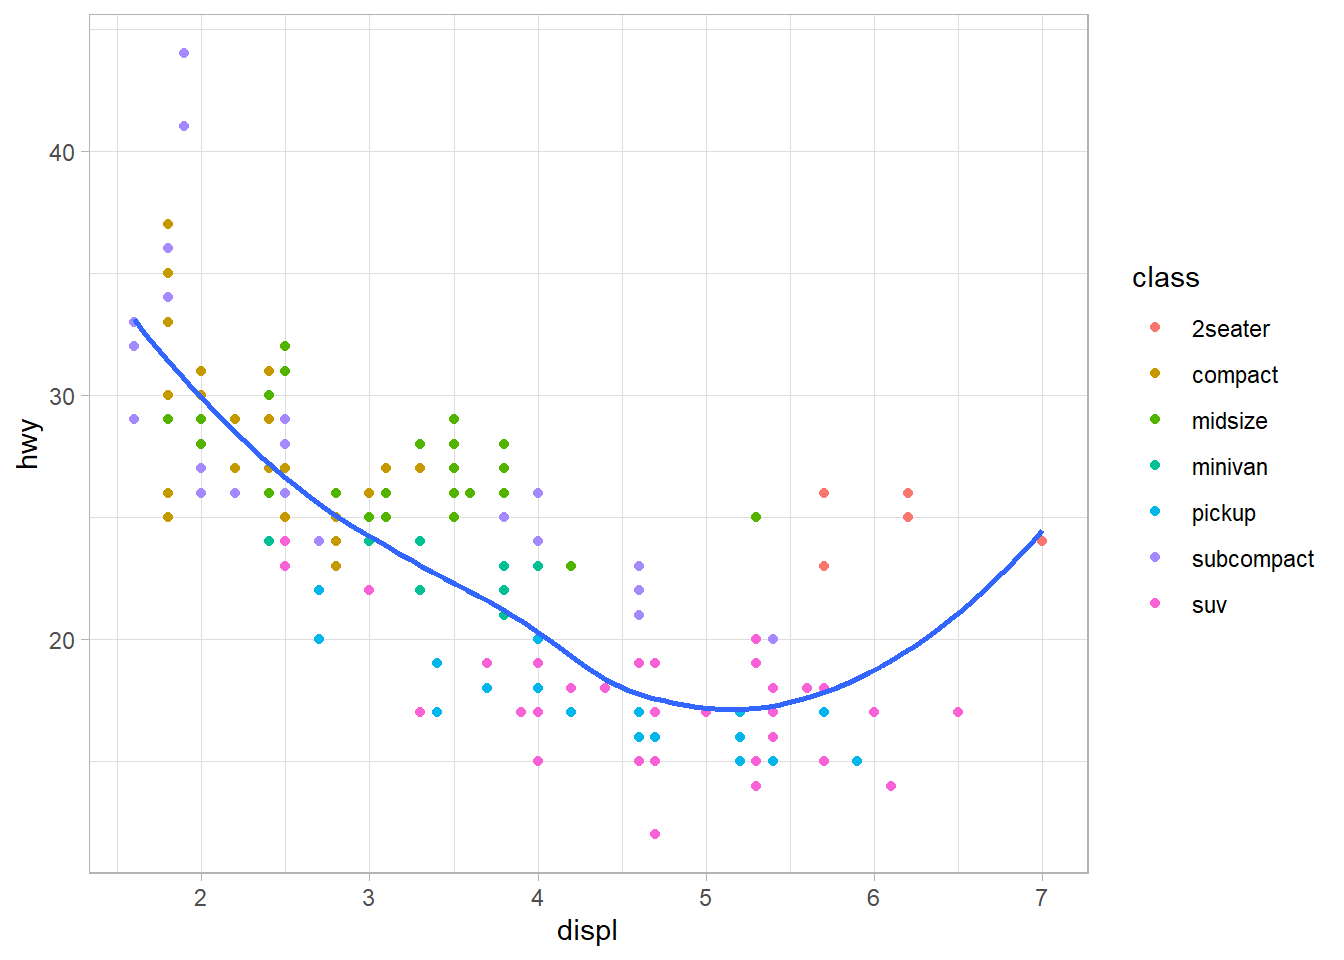 40
30
20
hwy
2 3 4 5 6 7
displ
class
2seater
compact
midsize
minivan
pickup
subcompact
suv